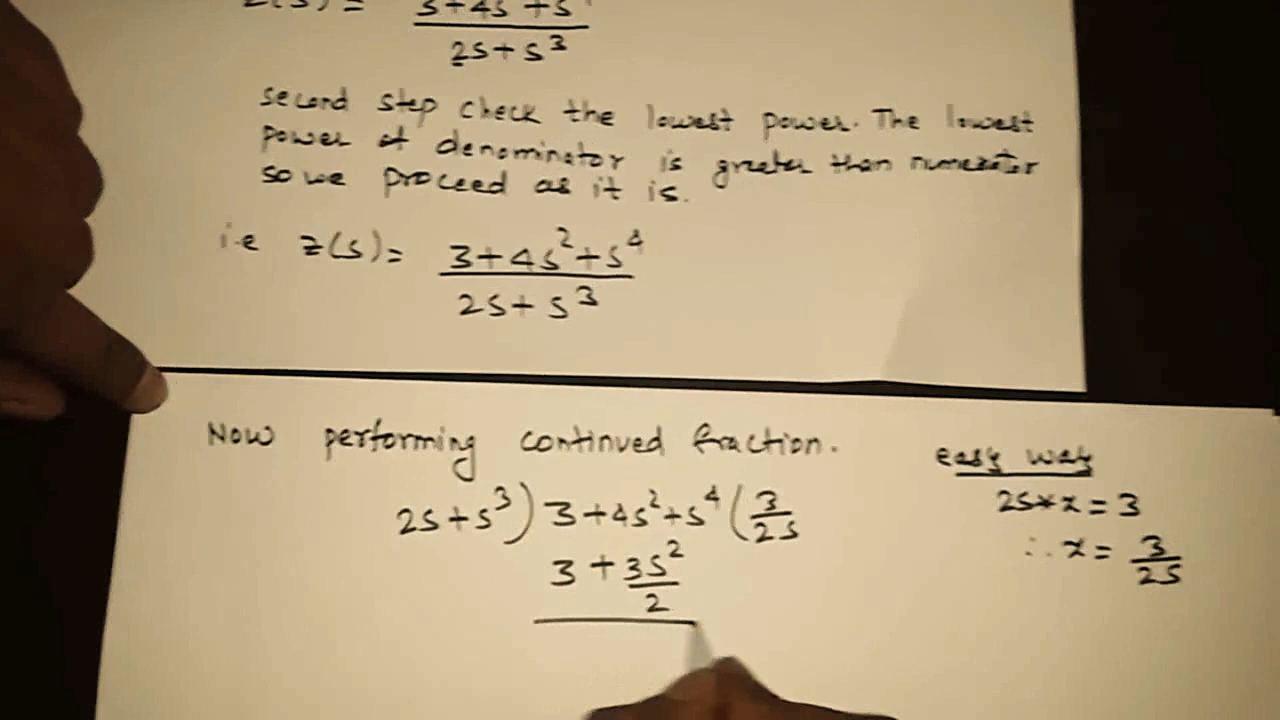 Z(S) = 3+4S +S
2S+S³
second step check the lowest power. The lowest
power of denominator is greater than numerator
so we proceed as it is.
i.e Z(S)= 3+4S²+S⁴
2S+S³
Now performing continued fraction.
easy way
2S+S³) 3+4S²+S⁴ (3/2S
2S*x=3
3+3S²/2
∴x= 3/2S